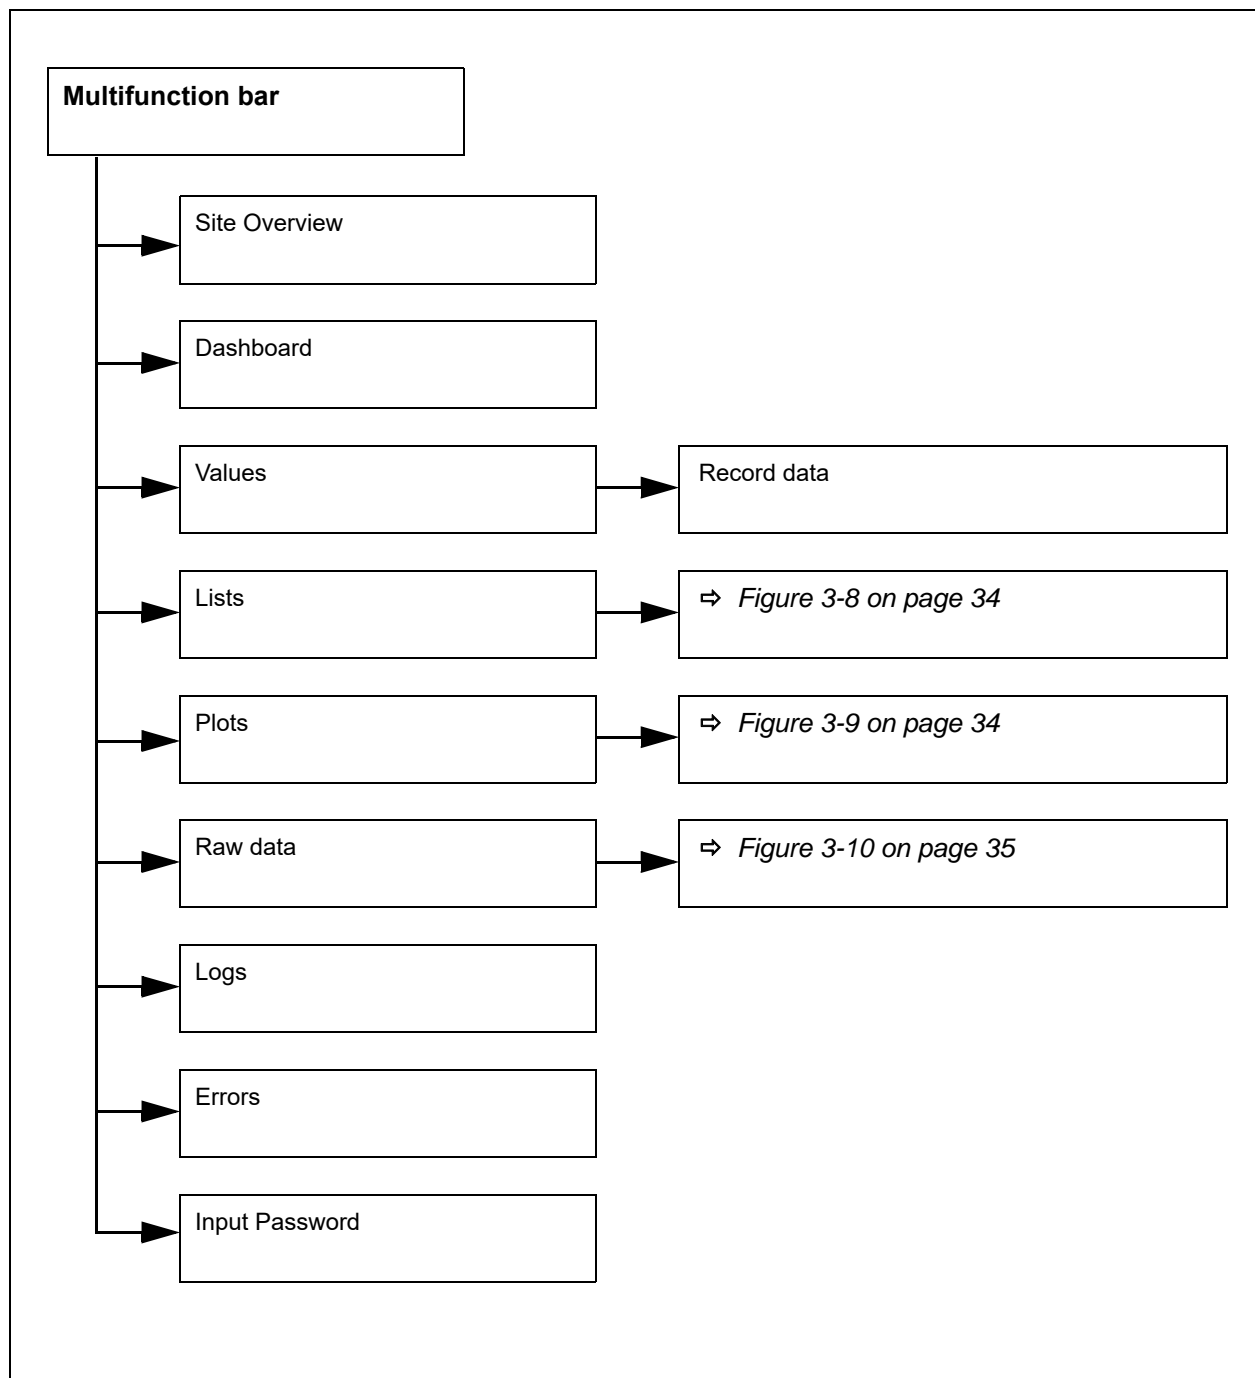 Multifunction bar
Site Overview
Dashboard
Values
Record data
Lists
⇨ Figure 3-8 on page 34
Plots
⇨ Figure 3-9 on page 34
Raw data
⇨ Figure 3-10 on page 35
Logs
Errors
Input Password